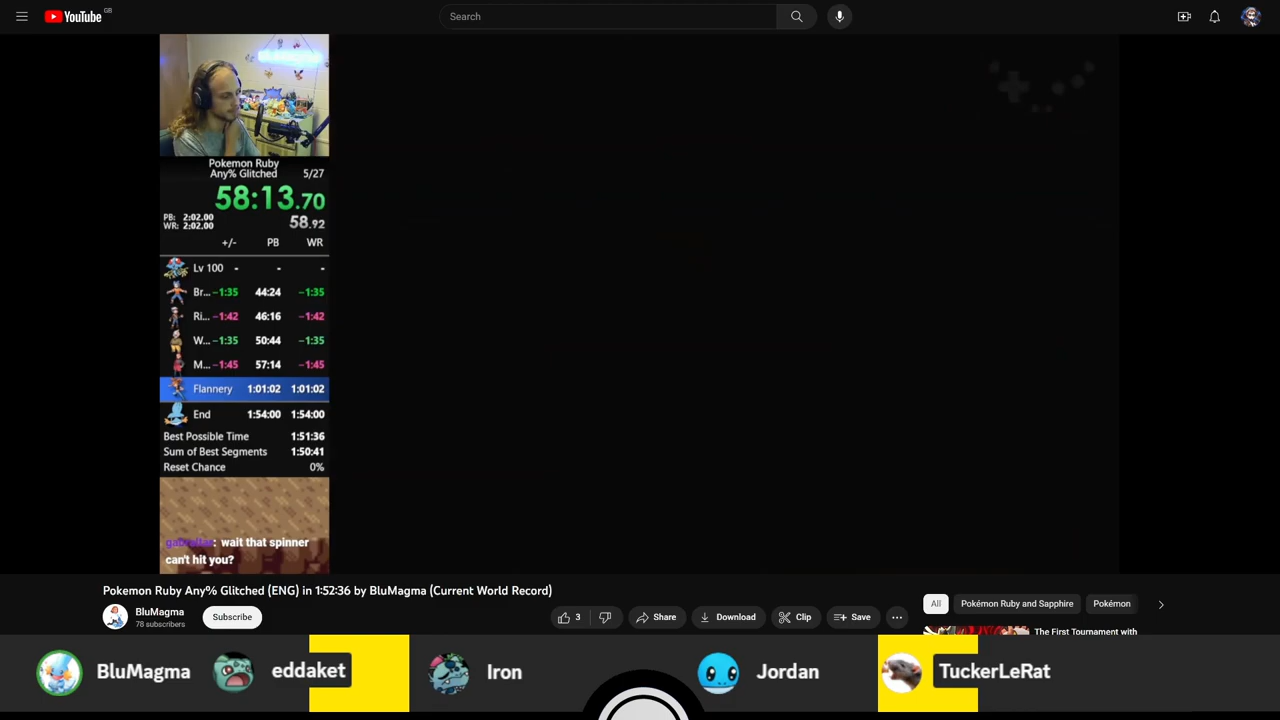 YouTube GB
Search
Pokemon Ruby
Any% Glitched 5/27
58:13.70
PB: 2:02.00
WR: 2:02.00
58.92
+/- PB WR
Lv 100 - - -
Br... −1:35 44:24 −1:35
Ri... −1:42 46:16 −1:42
W... −1:35 50:44 −1:35
M... −1:45 57:14 −1:45
Flannery 1:01:02 1:01:02
End 1:54:00 1:54:00
Best Possible Time 1:51:36
Sum of Best Segments 1:50:41
Reset Chance 0%
: wait that spinner
can't hit you?
Pokemon Ruby Any% Glitched (ENG) in 1:52:36 by BluMagma (Current World Record)
BluMagma
78 subscribers
Subscribe
3
Share
Download
Clip
Save
All
Pokémon Ruby and Sapphire
Pokémon
The First Tournament with
BluMagma
eddaket
Iron
Jordan
TuckerLeRat